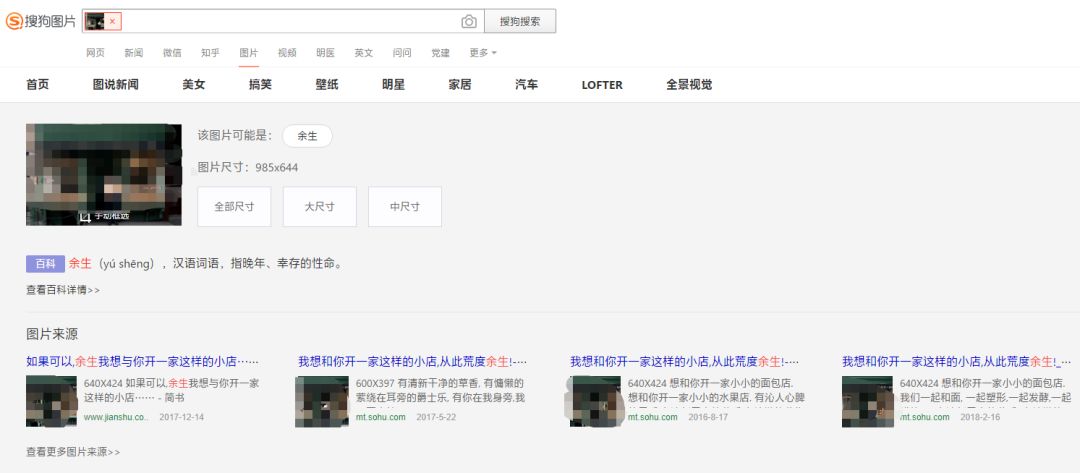 搜狗图片 × 搜狗搜索
网页 新闻 微信 知乎 图片 视频 明医 英文 问问 党建 更多
首页 图说新闻 美女 搞笑 壁纸 明星 家居 汽车 LOFTER 全景视觉
该图片可能是： 余生
图片尺寸：985x644
全部尺寸 大尺寸 中尺寸
手动框选
百科 余生（yú shēng），汉语词语，指晚年、幸存的性命。
查看百科详情>>
图片来源
如果可以,余生我想与你开一家这样的小店……
640X424 如果可以,余生我想与你开一家
这样的小店…… - 简书
www.jianshu.co.. 2017-12-14
我想和你开一家这样的小店,从此荒度余生!-…
600X397 有清新干净的草香, 有慵懒的
萦绕在耳旁的爵士乐, 有你在我身旁,我
mt.sohu.com 2017-5-22
我想和你开一家这样的小店,从此荒度余生!-…
640X424 想和你开一家小小的面包店.
想和你开一家小小的水果店. 有沁人心脾
mt.sohu.com 2016-8-17
我想和你开一家这样的小店,从此荒度余生!_…
640X424 想和你开一家小小的面包店.
我们一起和面, 一起塑形,一起发酵,一起
mt.sohu.com 2018-2-16
查看更多图片来源>>